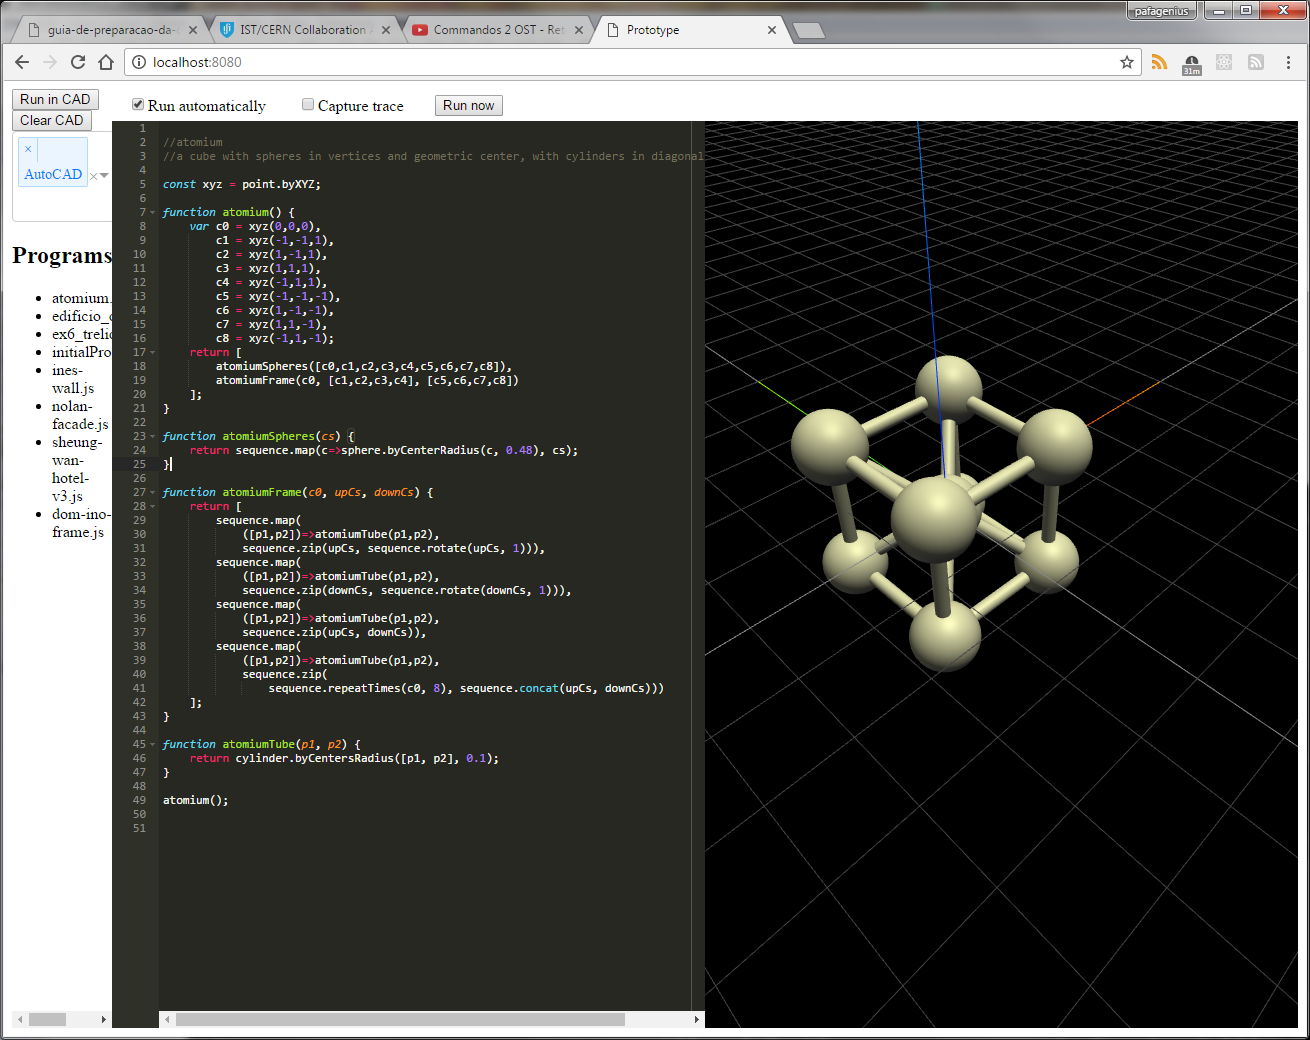 pafagenius
guia-de-preparacao-da-
IST/CERN Collaboration
Commandos 2 OST - Ret
Prototype
localhost:8080
31m
Run in CAD
Clear CAD
Run automatically
Capture trace
Run now
×
AutoCAD
Programs
atomium.
edificio_
ex6_treli
initialPro
ines-
wall.js
nolan-
facade.js
sheung-
wan-
hotel-
v3.js
dom-ino-
frame.js
1
2 //atomium
3 //a cube with spheres in vertices and geometric center, with cylinders in diagonal
4
5 const xyz = point.byXYZ;
6
7 function atomium() {
8     var c0 = xyz(0,0,0),
9         c1 = xyz(-1,-1,1),
10         c2 = xyz(1,-1,1),
11         c3 = xyz(1,1,1),
12         c4 = xyz(-1,1,1),
13         c5 = xyz(-1,-1,-1),
14         c6 = xyz(1,-1,-1),
15         c7 = xyz(1,1,-1),
16         c8 = xyz(-1,1,-1);
17     return [
18         atomiumSpheres([c0,c1,c2,c3,c4,c5,c6,c7,c8]),
19         atomiumFrame(c0, [c1,c2,c3,c4], [c5,c6,c7,c8])
20     ];
21 }
22
23 function atomiumSpheres(cs) {
24     return sequence.map(c=>sphere.byCenterRadius(c, 0.48), cs);
25 }
26
27 function atomiumFrame(c0, upCs, downCs) {
28     return [
29         sequence.map(
30             ([p1,p2])=>atomiumTube(p1,p2),
31             sequence.zip(upCs, sequence.rotate(upCs, 1))),
32         sequence.map(
33             ([p1,p2])=>atomiumTube(p1,p2),
34             sequence.zip(downCs, sequence.rotate(downCs, 1))),
35         sequence.map(
36             ([p1,p2])=>atomiumTube(p1,p2),
37             sequence.zip(upCs, downCs)),
38         sequence.map(
39             ([p1,p2])=>atomiumTube(p1,p2),
40             sequence.zip(
41                 sequence.repeatTimes(c0, 8), sequence.concat(upCs, downCs)))
42     ];
43 }
44
45 function atomiumTube(p1, p2) {
46     return cylinder.byCentersRadius([p1, p2], 0.1);
47 }
48
49 atomium();
50
51